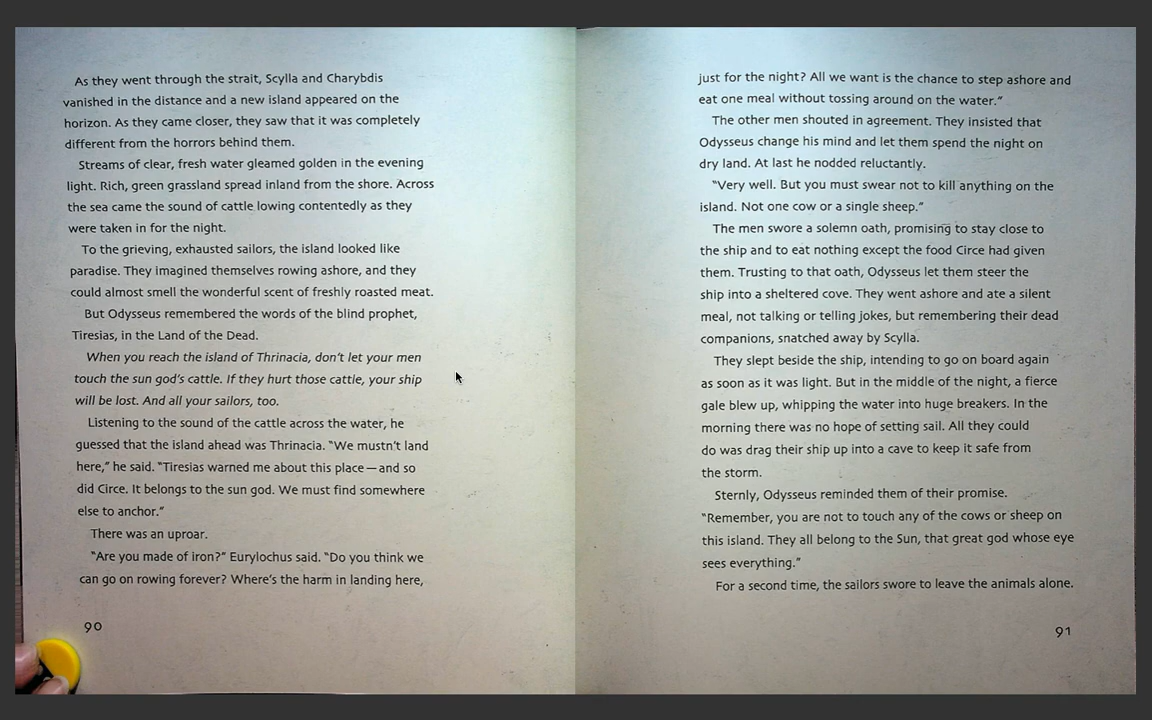 As they went through the strait, Scylla and Charybdis
vanished in the distance and a new island appeared on the
horizon. As they came closer, they saw that it was completely
different from the horrors behind them.
Streams of clear, fresh water gleamed golden in the evening
light. Rich, green grassland spread inland from the shore. Across
the sea came the sound of cattle lowing contentedly as they
were taken in for the night.
To the grieving, exhausted sailors, the island looked like
paradise. They imagined themselves rowing ashore, and they
could almost smell the wonderful scent of freshly roasted meat.
But Odysseus remembered the words of the blind prophet,
Tiresias, in the Land of the Dead.
When you reach the island of Thrinacia, don't let your men
touch the sun god's cattle. If they hurt those cattle, your ship
will be lost. And all your sailors, too.
Listening to the sound of the cattle across the water, he
guessed that the island ahead was Thrinacia. "We mustn't land
here," he said. "Tiresias warned me about this place—and so
did Circe. It belongs to the sun god. We must find somewhere
else to anchor."
There was an uproar.
"Are you made of iron?" Eurylochus said. "Do you think we
can go on rowing forever? Where's the harm in landing here,
90
just for the night? All we want is the chance to step ashore and
eat one meal without tossing around on the water."
The other men shouted in agreement. They insisted that
Odysseus change his mind and let them spend the night on
dry land. At last he nodded reluctantly.
"Very well. But you must swear not to kill anything on the
island. Not one cow or a single sheep."
The men swore a solemn oath, promising to stay close to
the ship and to eat nothing except the food Circe had given
them. Trusting to that oath, Odysseus let them steer the
ship into a sheltered cove. They went ashore and ate a silent
meal, not talking or telling jokes, but remembering their dead
companions, snatched away by Scylla.
They slept beside the ship, intending to go on board again
as soon as it was light. But in the middle of the night, a fierce
gale blew up, whipping the water into huge breakers. In the
morning there was no hope of setting sail. All they could
do was drag their ship up into a cave to keep it safe from
the storm.
Sternly, Odysseus reminded them of their promise.
"Remember, you are not to touch any of the cows or sheep on
this island. They all belong to the Sun, that great god whose eye
sees everything."
For a second time, the sailors swore to leave the animals alone.
91